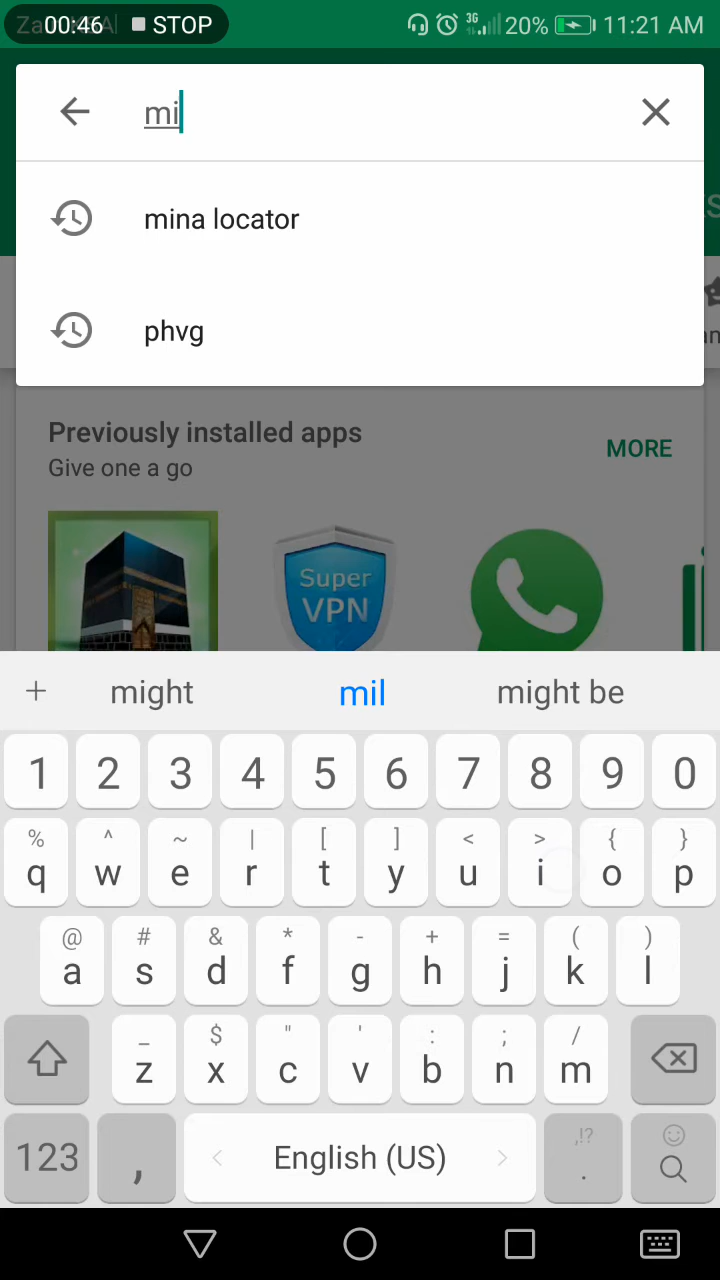 00:46 STOP 3G 20% 11:21 AM
mi
mina locator
phvg
Previously installed apps
MORE
Give one a go
Super
VPN
+ might mil might be
1 2 3 4 5 6 7 8 9 0
% ^ ~ | [ ] < > { }
q w e r t y u i o p
@ # & * - + = ( )
a s d f g h j k l
_ $ " ' : ; /
z x c v b n m
,!?
123 , < English (US) > .